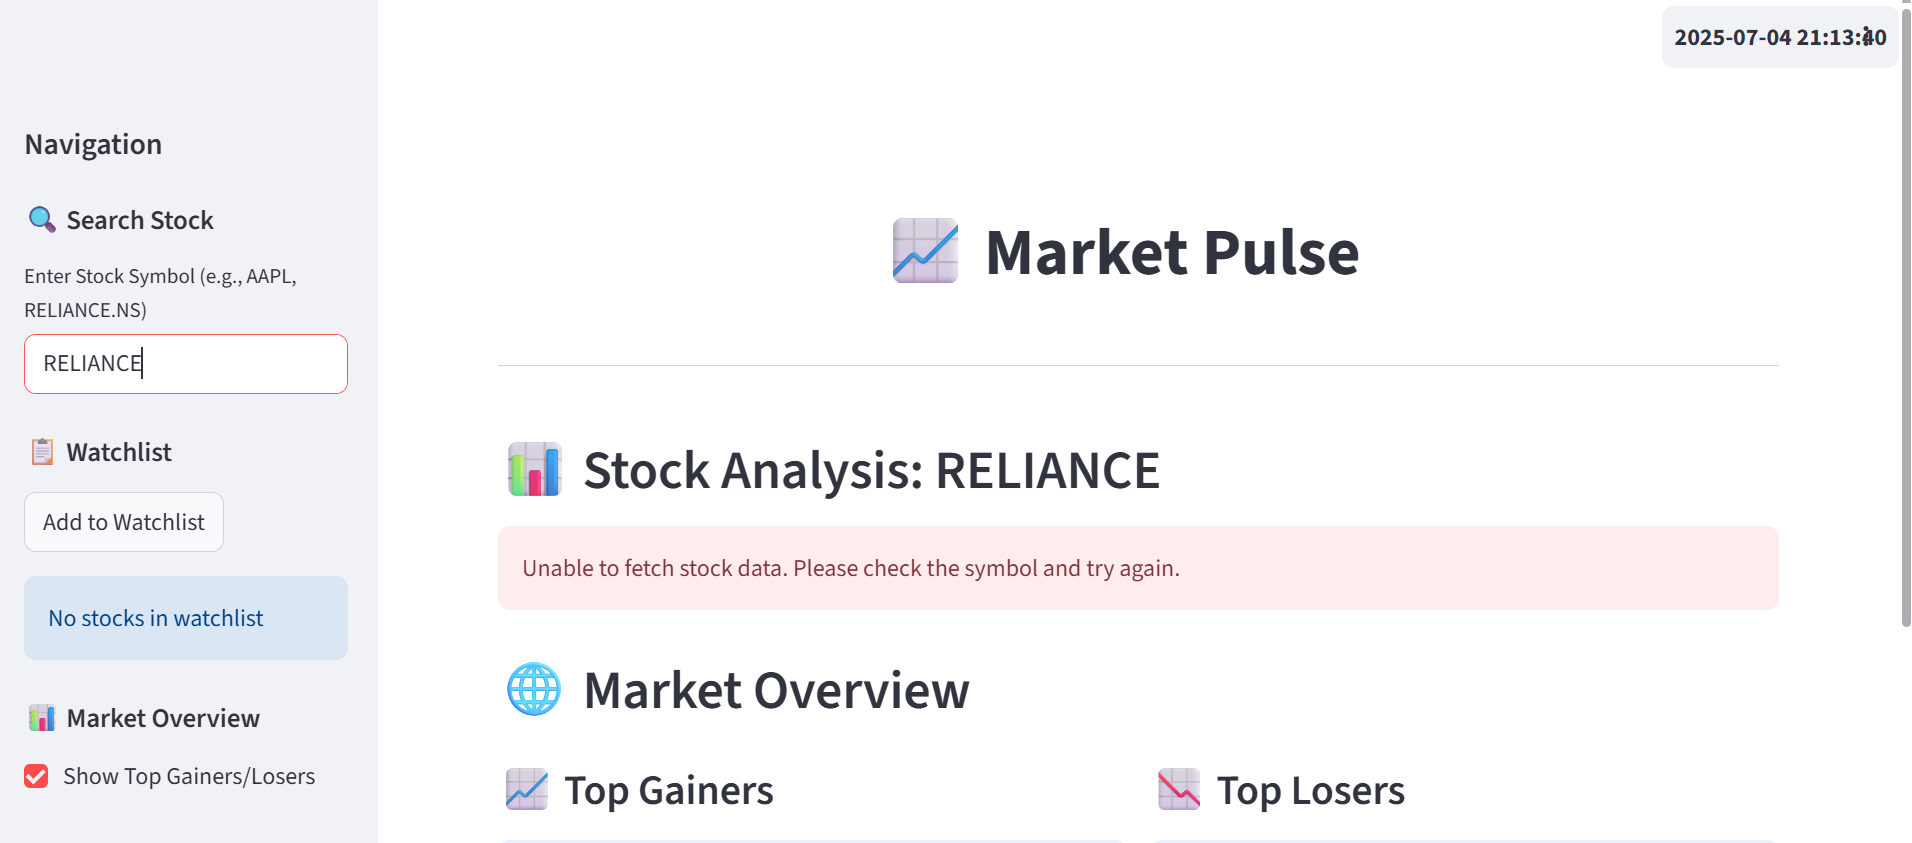 2025-07-04 21:13:40
Navigation
Search Stock
Enter Stock Symbol (e.g., AAPL,
RELIANCE.NS)
RELIANCE
Watchlist
Add to Watchlist
No stocks in watchlist
Market Overview
Show Top Gainers/Losers
Market Pulse
Stock Analysis: RELIANCE
Unable to fetch stock data. Please check the symbol and try again.
Market Overview
Top Gainers
Top Losers